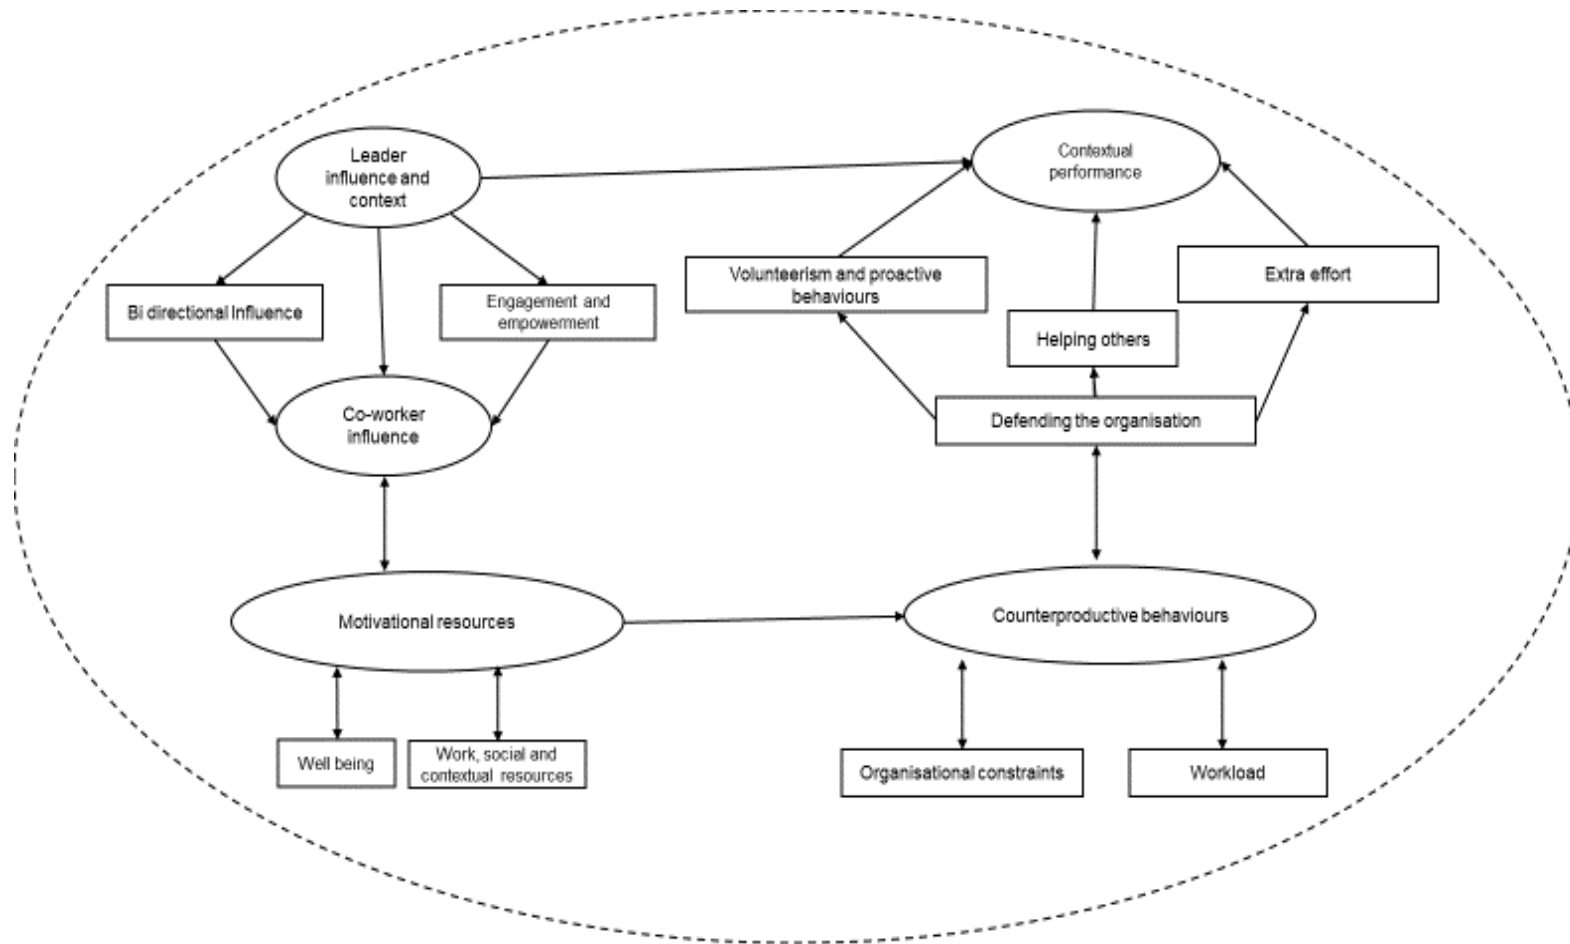 Leader
influence and
context
Contextual
performance
Bi directional Influence
Engagement and
empowerment
Volunteerism and proactive
behaviours
Extra effort
Helping others
Co-worker
influence
Defending the organisation
Motivational resources
Counterproductive behaviours
Well being
Work, social and
contextual resources
Organisational constraints
Workload